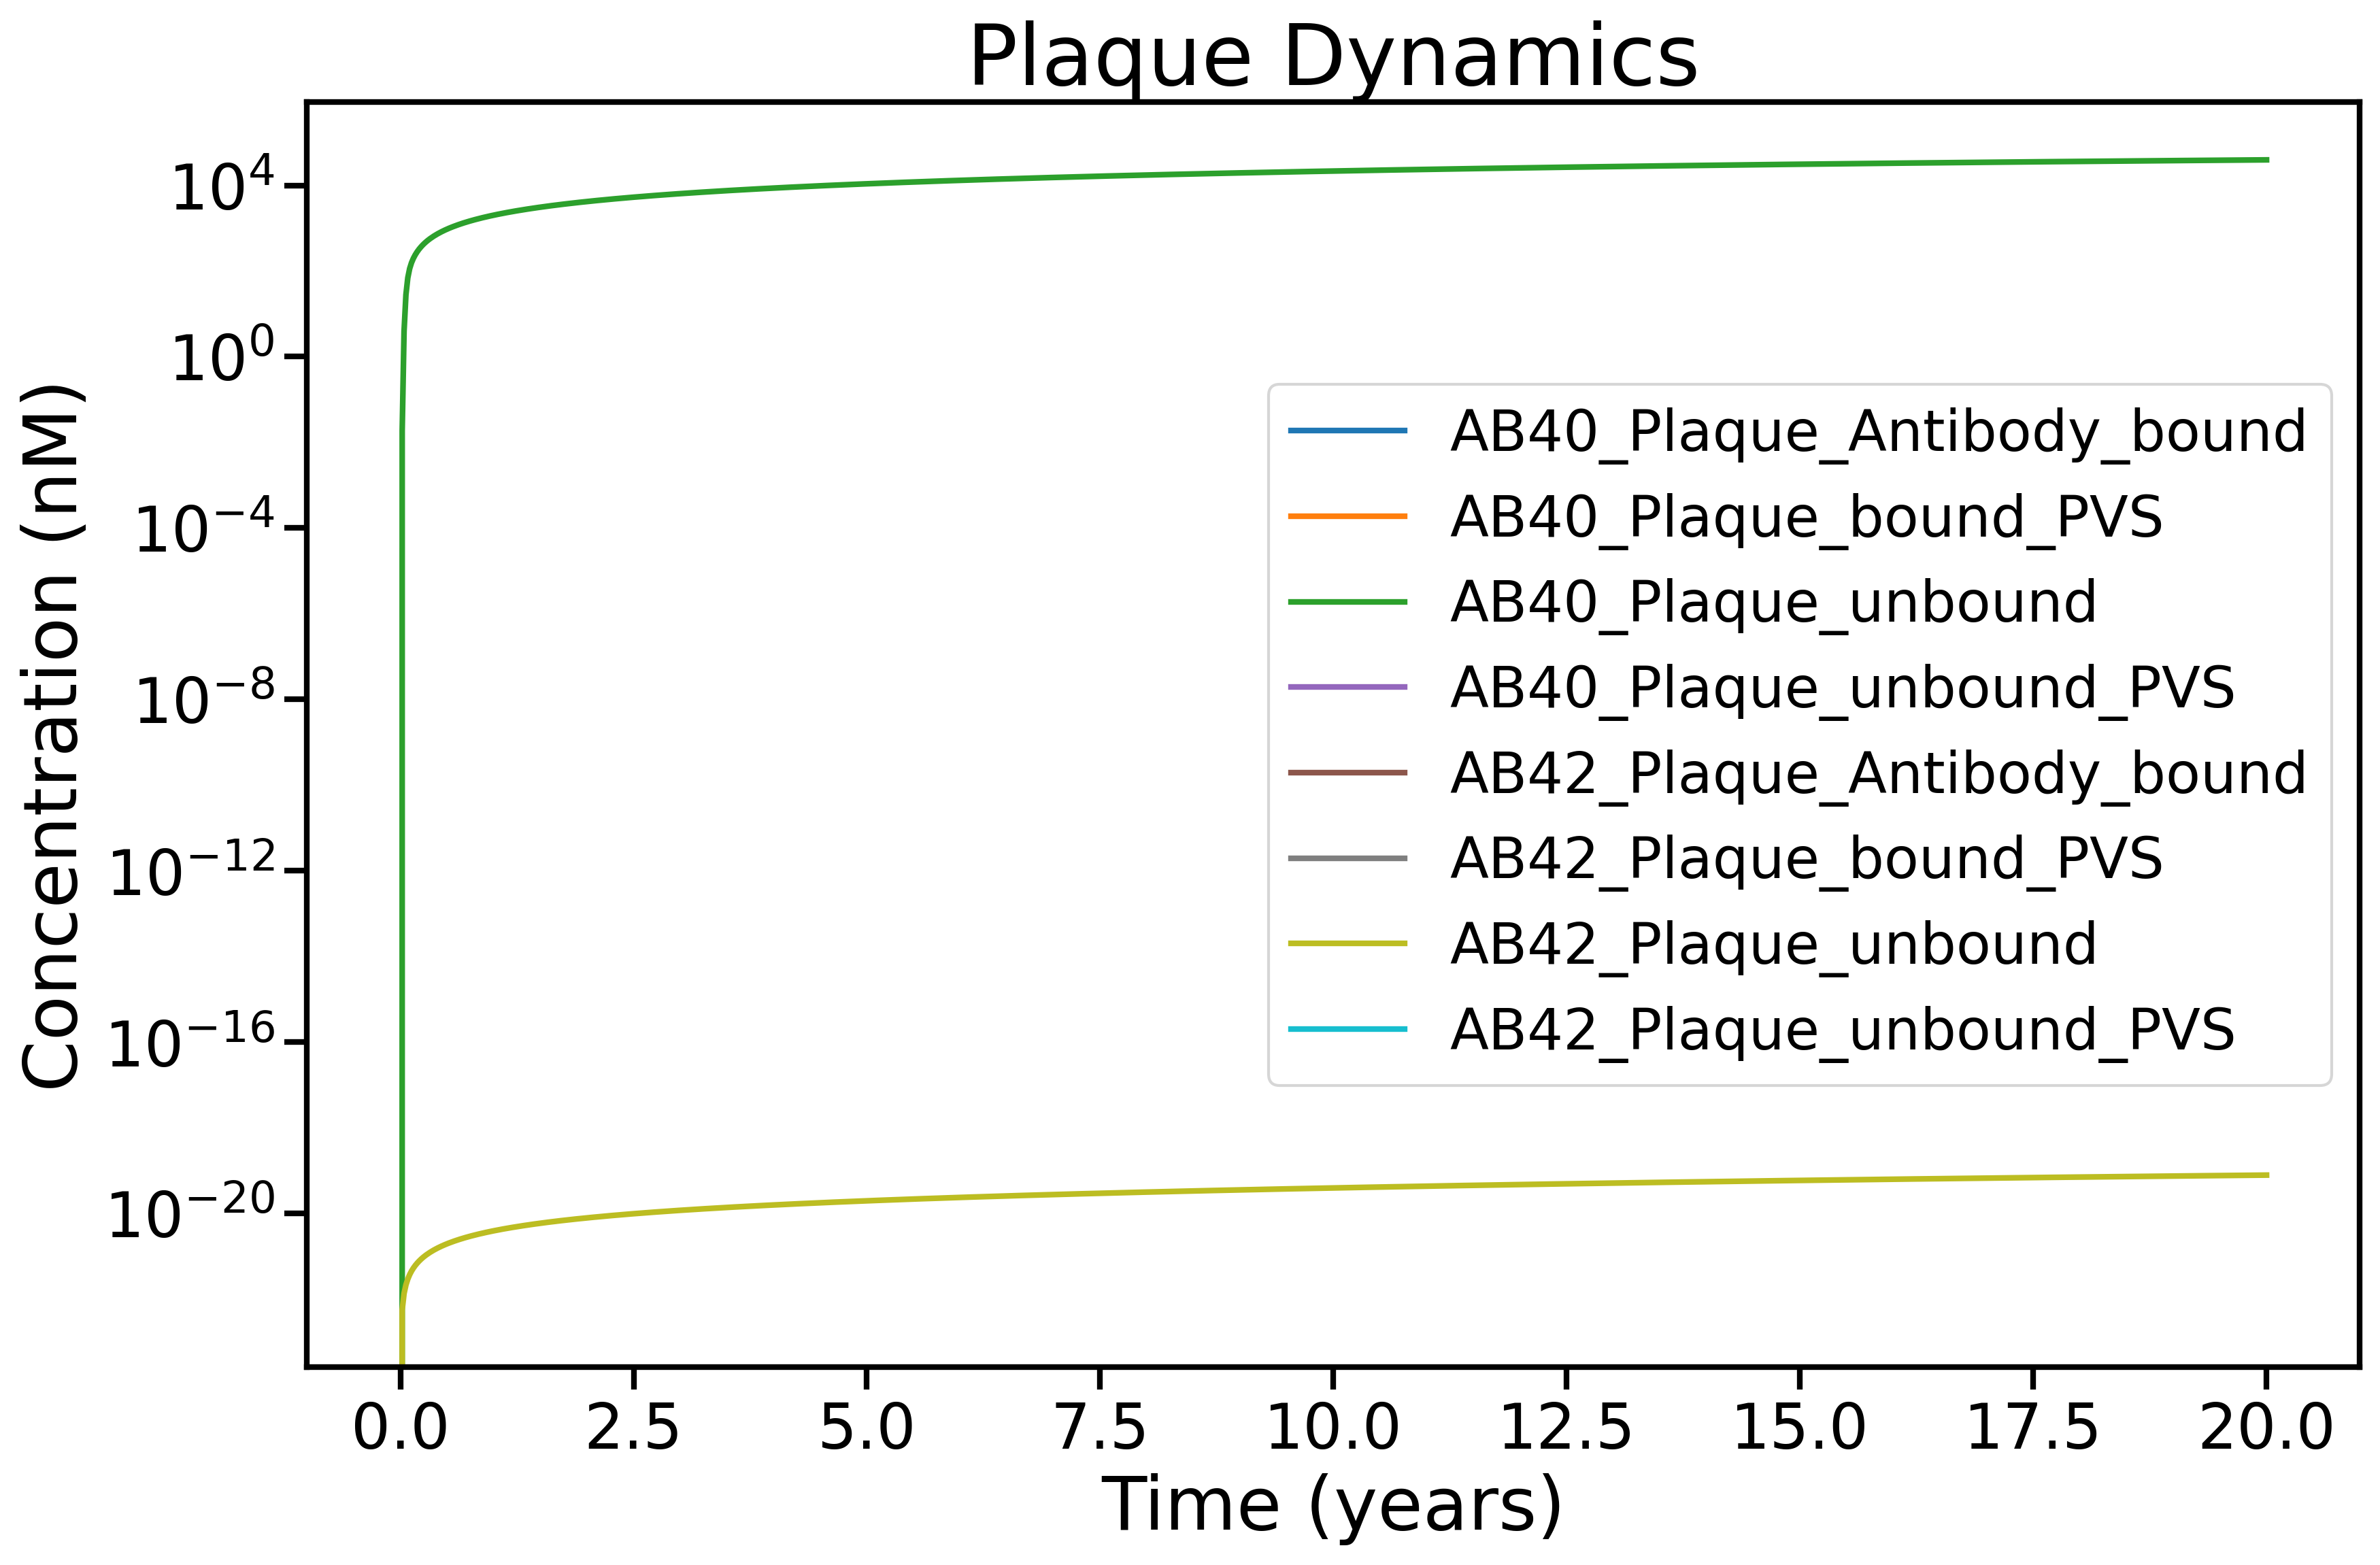 Plaque Dynamics
Concentration (nM)
10^4
10^0
10^−4
10^−8
10^−12
10^−16
10^−20
AB40_Plaque_Antibody_bound
AB40_Plaque_bound_PVS
AB40_Plaque_unbound
AB40_Plaque_unbound_PVS
AB42_Plaque_Antibody_bound
AB42_Plaque_bound_PVS
AB42_Plaque_unbound
AB42_Plaque_unbound_PVS
0.0 2.5 5.0 7.5 10.0 12.5 15.0 17.5 20.0
Time (years)